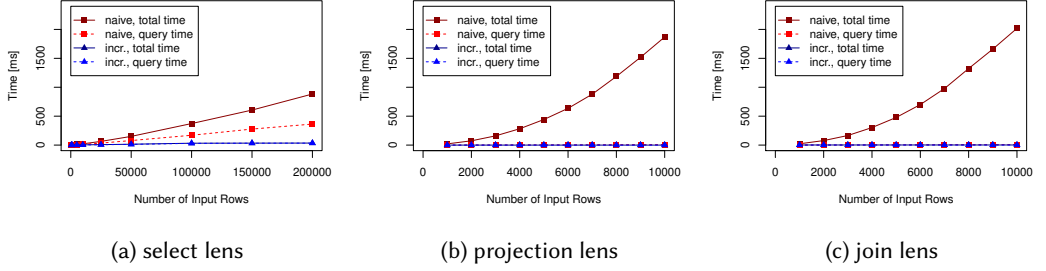 naive, total time
naive, query time
incr., total time
incr., query time
Time [ms]
0 500 1500
0 50000 100000 150000 200000
Number of Input Rows
(a) select lens
naive, total time
naive, query time
incr., total time
incr., query time
Time [ms]
0 500 1500
0 2000 4000 6000 8000 10000
Number of Input Rows
(b) projection lens
naive, total time
naive, query time
incr., total time
incr., query time
Time [ms]
0 500 1500
0 2000 4000 6000 8000 10000
Number of Input Rows
(c) join lens